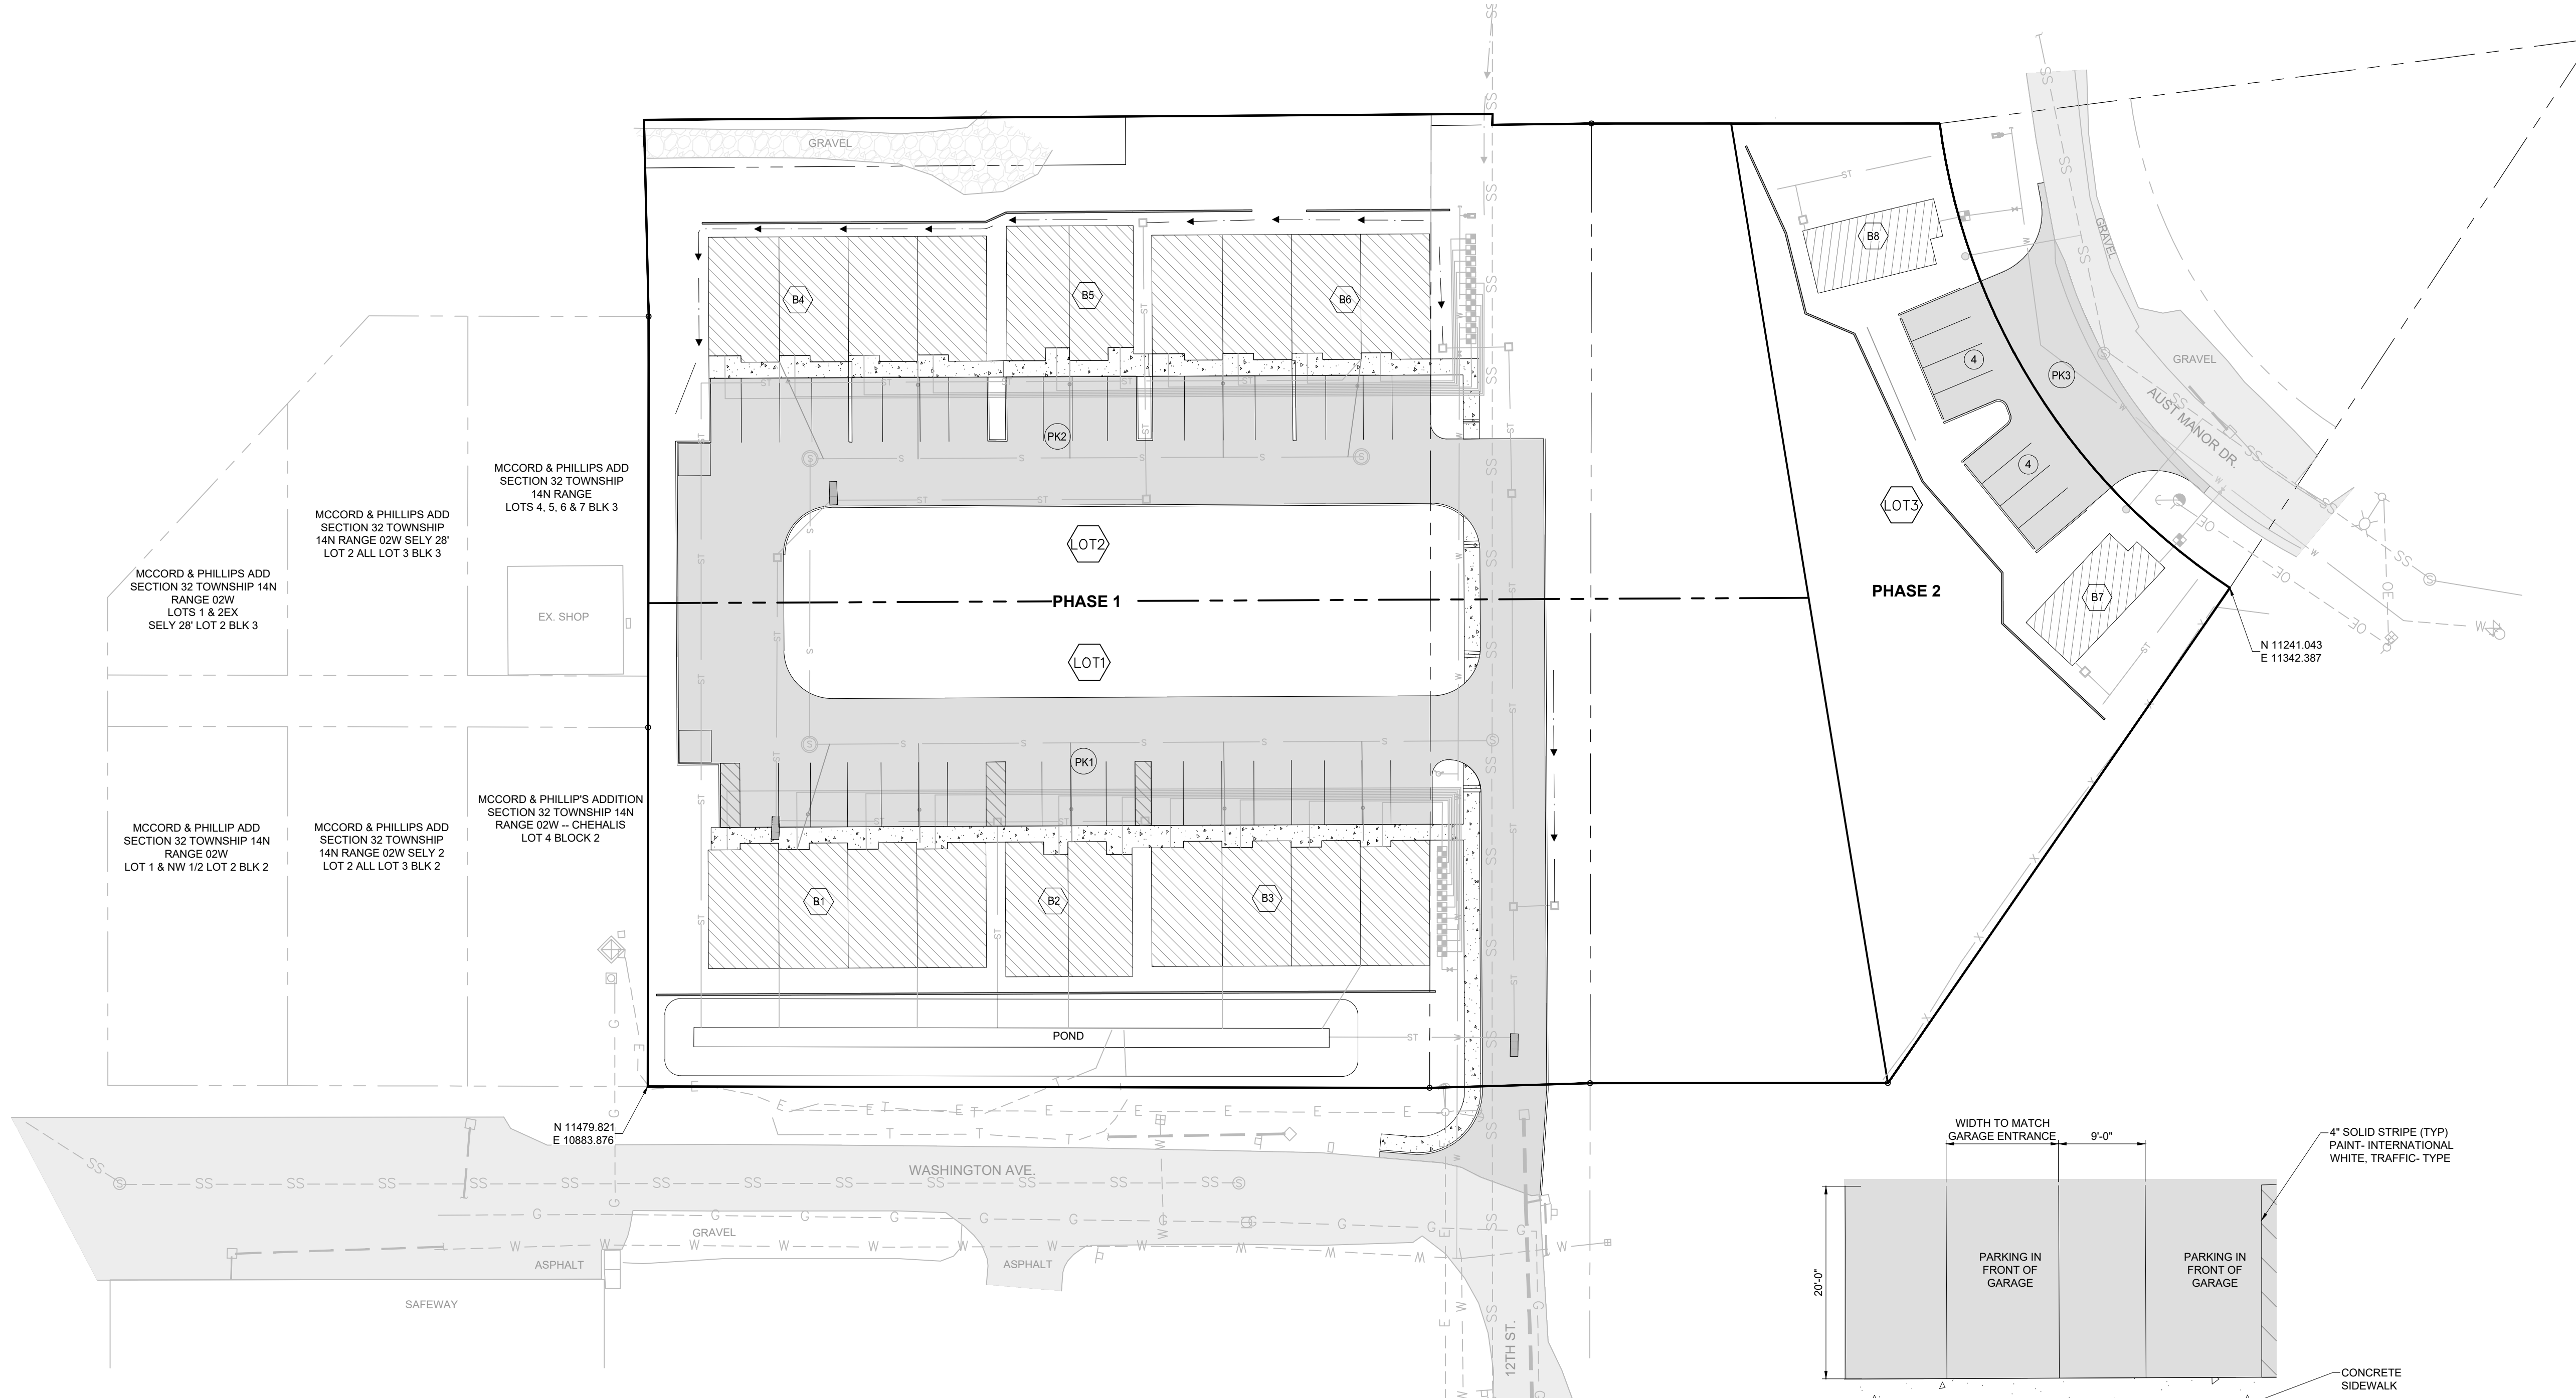 GRAVEL
ST
B8
B4
B5
B6
GRAVEL
4
PK3
GRAVEL
AUST MANOR DR.
4
PK2
MCCORD & PHILLIPS ADD
SECTION 32 TOWNSHIP
14N RANGE
LOTS 4, 5, 6 & 7 BLK 3
MCCORD & PHILLIPS ADD
SECTION 32 TOWNSHIP
14N RANGE 02W SELY 28'
LOT 2 ALL LOT 3 BLK 3
MCCORD & PHILLIPS ADD
SECTION 32 TOWNSHIP 14N
RANGE 02W
LOTS 1 & 2EX
SELY 28' LOT 2 BLK 3
EX. SHOP
LOT2
LOT3
PHASE 1
PHASE 2
B7
N 11241.043
E 11342.387
LOT1
PK1
MCCORD & PHILLIP'S ADDITION
SECTION 32 TOWNSHIP 14N
RANGE 02W -- CHEHALIS
LOT 4 BLOCK 2
MCCORD & PHILLIP ADD
SECTION 32 TOWNSHIP 14N
RANGE 02W
LOT 1 & NW 1/2 LOT 2 BLK 2
MCCORD & PHILLIPS ADD
SECTION 32 TOWNSHIP
14N RANGE 02W SELY 2
LOT 2 ALL LOT 3 BLK 2
B1
B2
B3
POND
N 11479.821
E 10883.876
WASHINGTON AVE.
GRAVEL
ASPHALT
ASPHALT
SAFEWAY
12TH ST.
WIDTH TO MATCH
GARAGE ENTRANCE
9'-0"
4" SOLID STRIPE (TYP)
PAINT- INTERNATIONAL
WHITE, TRAFFIC- TYPE
20'-0"
PARKING IN
FRONT OF
GARAGE
PARKING IN
FRONT OF
GARAGE
CONCRETE
SIDEWALK